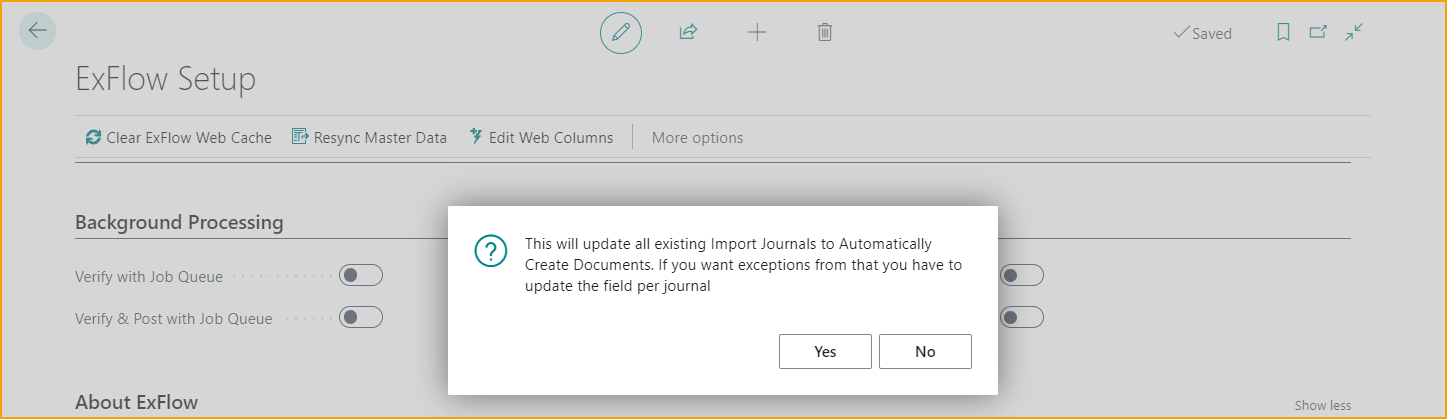 Saved
ExFlow Setup
Clear ExFlow Web Cache Resync Master Data Edit Web Columns More options
Background Processing
This will update all existing Import Journals to Automatically
Create Documents. If you want exceptions from that you have to
update the field per journal
Verify with Job Queue
Verify & Post with Job Queue
Yes No
About ExFlow
Show less